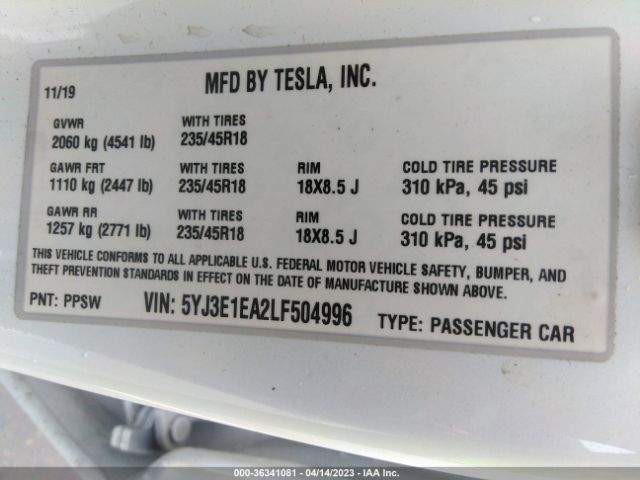 MFD BY TESLA, INC.
11/19
GVWR WITH TIRES
2060 kg (4541 lb) 235/45R18
GAWR FRT WITH TIRES RIM COLD TIRE PRESSURE
1110 kg (2447 lb) 235/45R18 18X8.5 J 310 kPa, 45 psi
GAWR RR WITH TIRES RIM COLD TIRE PRESSURE
1257 kg (2771 lb) 235/45R18 18X8.5 J 310 kPa, 45 psi
THIS VEHICLE CONFORMS TO ALL APPLICABLE U.S. FEDERAL MOTOR VEHICLE SAFETY, BUMPER, AND
THEFT PREVENTION STANDARDS IN EFFECT ON THE DATE OF MANUFACTURE SHOWN ABOVE.
PNT: PPSW VIN: 5YJ3E1EA2LF504996 TYPE: PASSENGER CAR
000-36341081 - 04/14/2023 - IAA Inc.